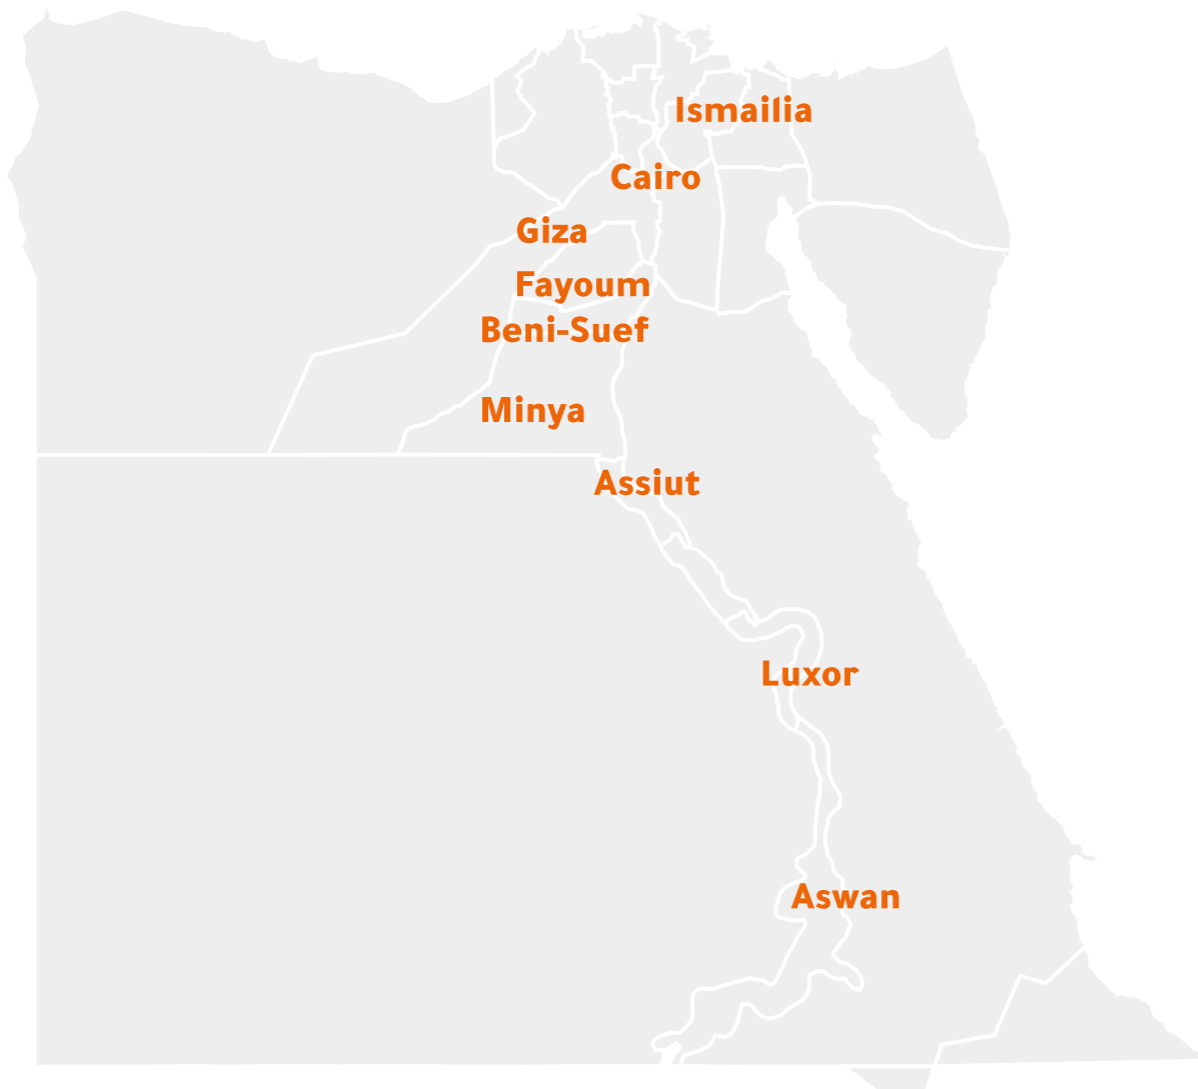 Ismailia
Cairo
Giza
Fayoum
Beni-Suef
Minya
Assiut
Luxor
Aswan